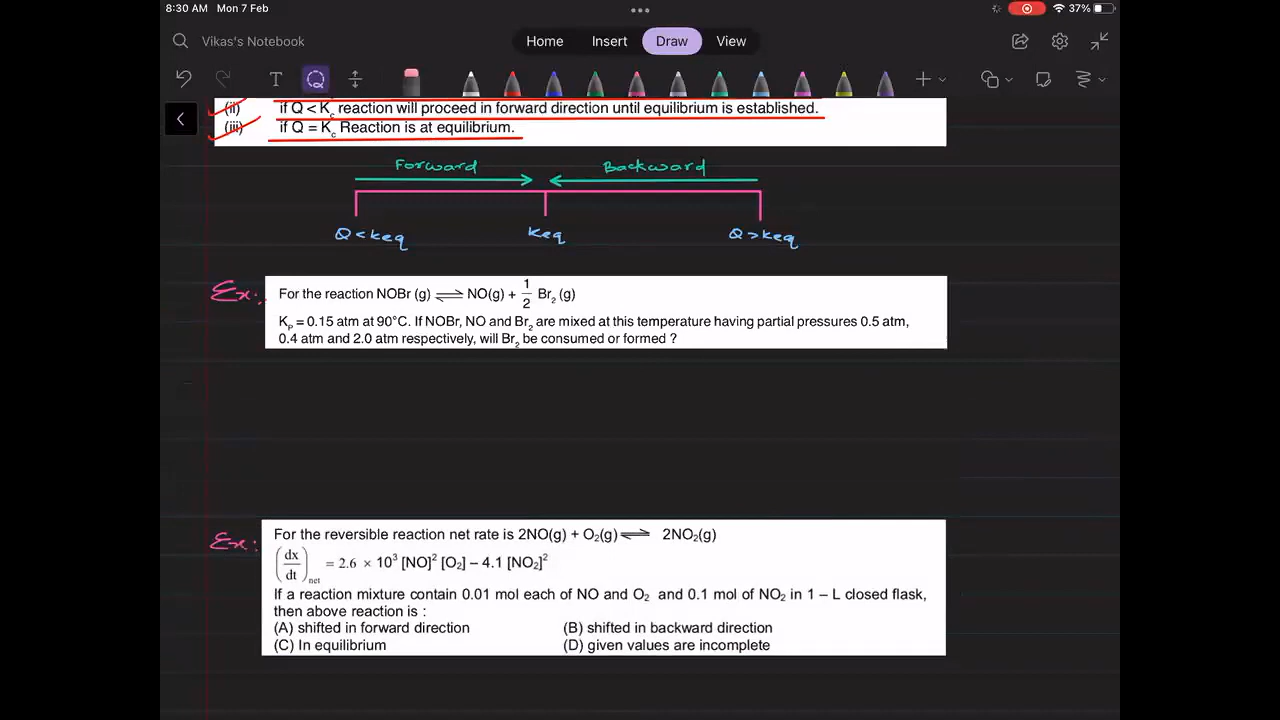 8:30 AM Mon 7 Feb
37%
Vikas's Notebook
Home Insert Draw View
(ii) if Q < Kc reaction will proceed in forward direction until equilibrium is established.
(iii) if Q = Kc Reaction is at equilibrium.
Forward Backward
Q < Keq Keq Q > Keq
Ex:
For the reaction NOBr (g) ⇌ NO(g) + 1/2 Br2 (g)
KP = 0.15 atm at 90°C. If NOBr, NO and Br2 are mixed at this temperature having partial pressures 0.5 atm,
0.4 atm and 2.0 atm respectively, will Br2 be consumed or formed ?
Ex:
For the reversible reaction net rate is 2NO(g) + O2(g) ⇌ 2NO2(g)
(dx/dt)net = 2.6 × 10³ [NO]² [O2] – 4.1 [NO2]²
If a reaction mixture contain 0.01 mol each of NO and O2 and 0.1 mol of NO2 in 1 – L closed flask,
then above reaction is :
(A) shifted in forward direction (B) shifted in backward direction
(C) In equilibrium (D) given values are incomplete